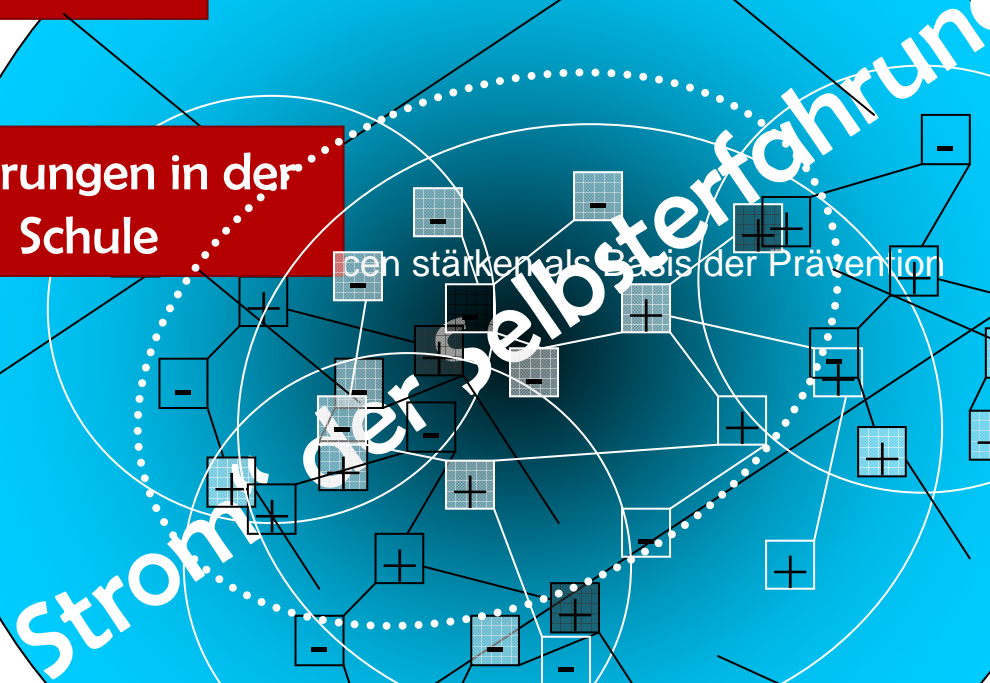 rungen in der
Schule
cen stärken als Basis der Prävention
Strom der Selbsterfahrung